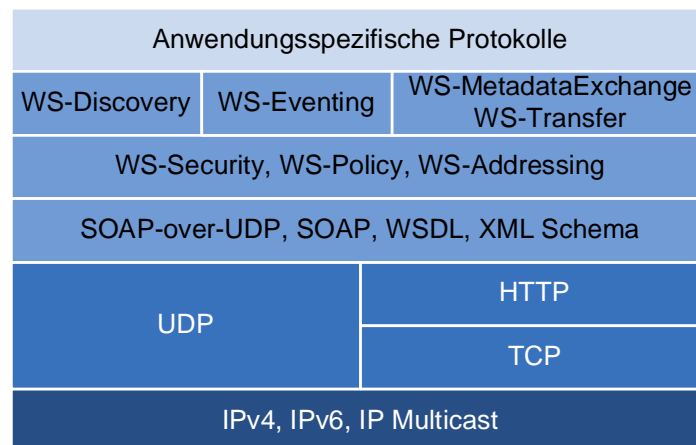 Anwendungsspezifische Protokolle
WS-Discovery
WS-Eventing
WS-MetadataExchange
WS-Transfer
WS-Security, WS-Policy, WS-Addressing
SOAP-over-UDP, SOAP, WSDL, XML Schema
UDP
HTTP
TCP
IPv4, IPv6, IP Multicast